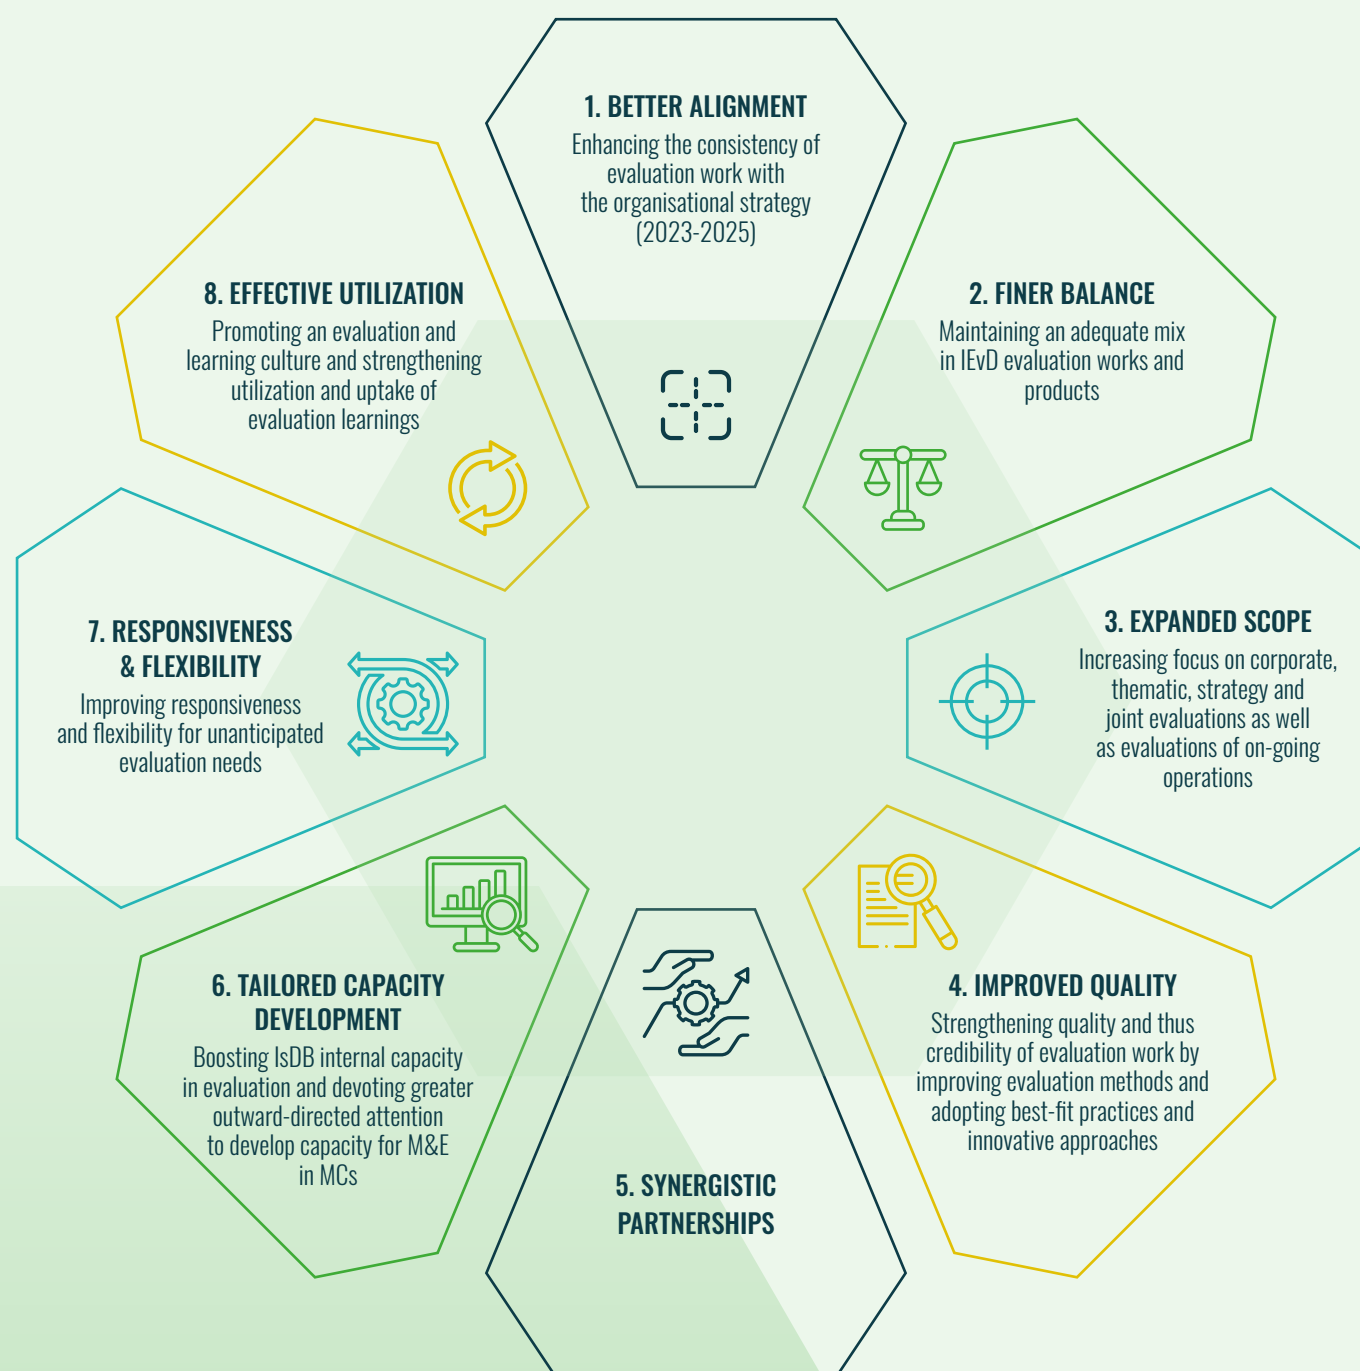 1. BETTER ALIGNMENT
Enhancing the consistency of
evaluation work with
the organisational strategy
(2023-2025)
2. FINER BALANCE
Maintaining an adequate mix
in IEvD evaluation works and
products
3. EXPANDED SCOPE
Increasing focus on corporate,
thematic, strategy and
joint evaluations as well
as evaluations of on-going
operations
4. IMPROVED QUALITY
Strengthening quality and thus
credibility of evaluation work by
improving evaluation methods and
adopting best-fit practices and
innovative approaches
5. SYNERGISTIC
PARTNERSHIPS
6. TAILORED CAPACITY
DEVELOPMENT
Boosting IsDB internal capacity
in evaluation and devoting greater
outward-directed attention
to develop capacity for M&E
in MCs
7. RESPONSIVENESS
& FLEXIBILITY
Improving responsiveness
and flexibility for unanticipated
evaluation needs
8. EFFECTIVE UTILIZATION
Promoting an evaluation and
learning culture and strengthening
utilization and uptake of
evaluation learnings